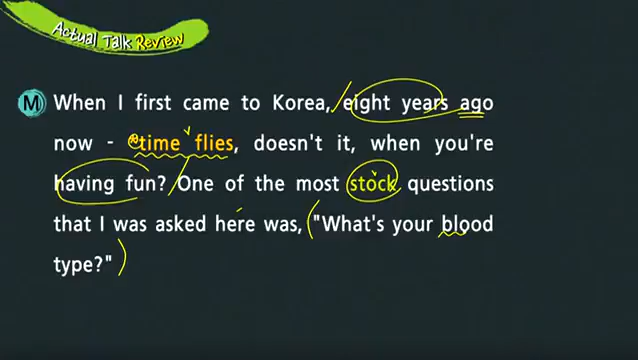 Actual Talk Review
M When I first came to Korea, eight years ago
now - ⓐtime flies, doesn't it, when you're
having fun? One of the most stock questions
that I was asked here was, "What's your blood
type?"